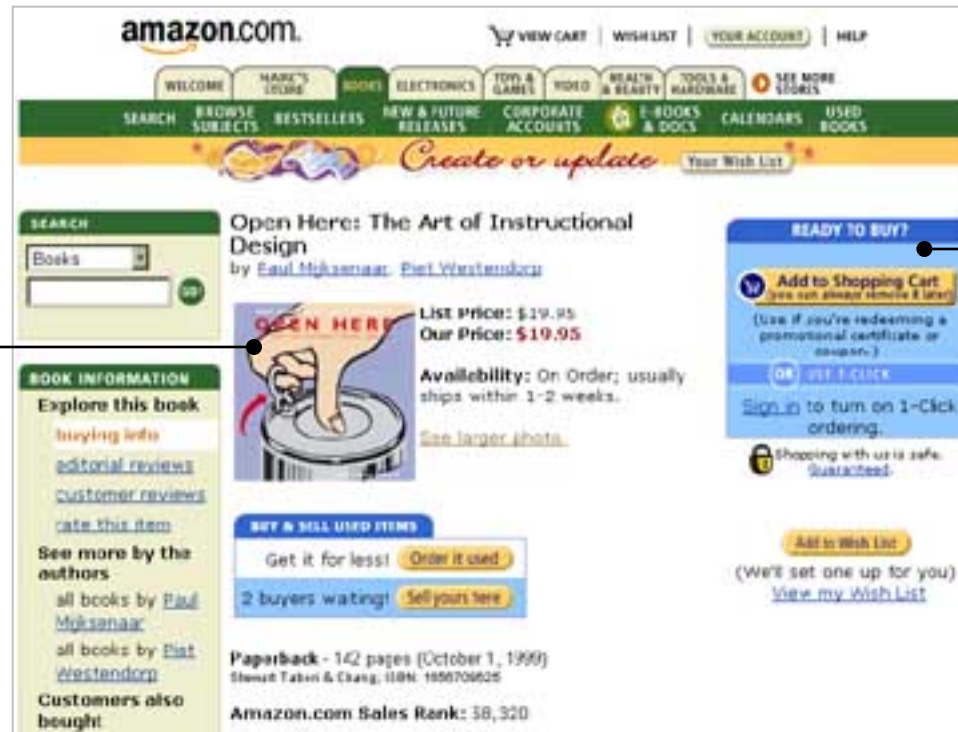 amazon.com.
VIEW CART | WISH LIST | YOUR ACCOUNT | HELP
WELCOME
STORE
BOOKS
ELECTRONICS
TOYS & GAMES
VIDEO
HEALTH & BEAUTY
TOOLS & HARDWARE
SEE MORE STORES
SEARCH
BROWSE SUBJECTS
BESTSELLERS
NEW & FUTURE RELEASES
CORPORATE ACCOUNTS
E-BOOKS & DOCS
CALENDARS
USED BOOKS
Create or update Your Wish List
SEARCH
Books
GO!
BOOK INFORMATION
Explore this book
buying info
editorial reviews
customer reviews
rate this item
See more by the
authors
all books by Paul
Mijksenaar
all books by Piet
Westendorp
Customers also
bought
Open Here: The Art of Instructional
Design
by Paul Mijksenaar, Piet Westendorp
OPEN HERE
List Price: $19.95
Our Price: $19.95
Availability: On Order; usually
ships within 1-2 weeks.
See larger photo
BUY & SELL USED ITEMS
Get it for less! Order it used
2 buyers waiting! Sell yours here
Paperback - 142 pages (October 1, 1999)
Stewart Tabori & Chang; ISBN:
Amazon.com Sales Rank: 58,320
READY TO BUY?
Add to Shopping Cart
(you can always remove it later)
(Use if you're redeeming a
promotional certificate or
coupon.)
OR USE 1-CLICK
Sign in to turn on 1-Click
ordering.
Shopping with us is safe.
Guaranteed.
Add to Wish List
(We'll set one up for you)
View my Wish List